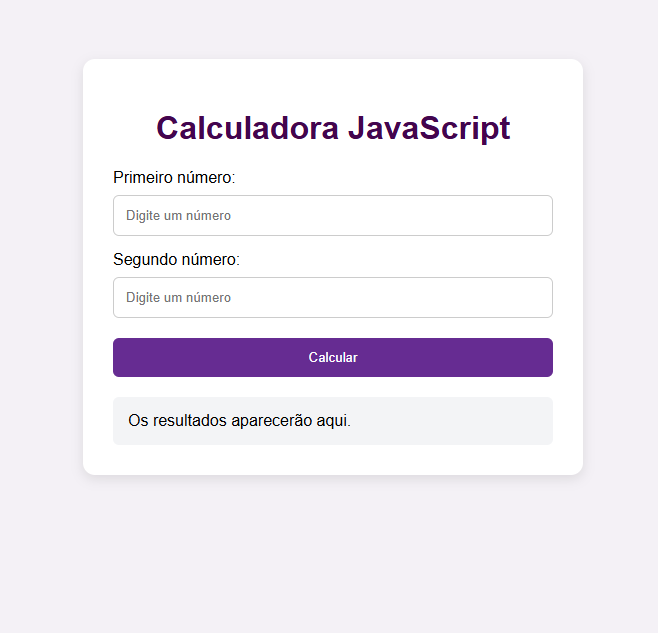 Calculadora JavaScript
Primeiro número:
Digite um número
Segundo número:
Digite um número
Calcular
Os resultados aparecerão aqui.